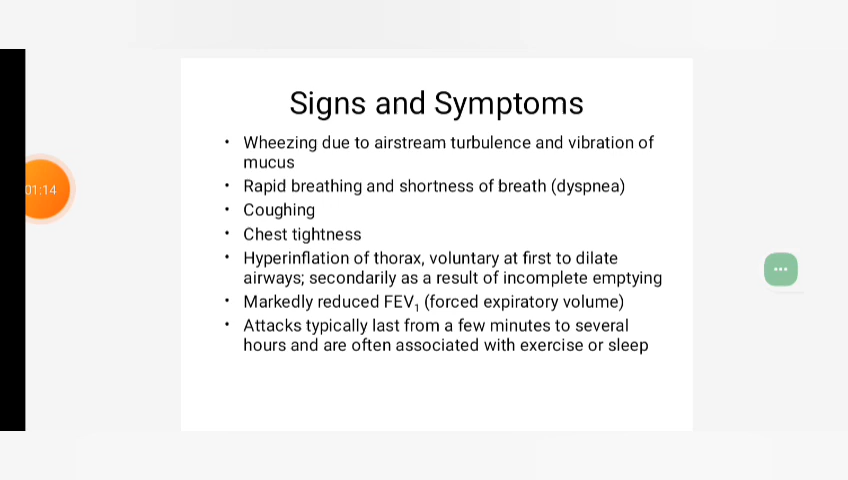 Signs and Symptoms
• Wheezing due to airstream turbulence and vibration of
mucus
• Rapid breathing and shortness of breath (dyspnea)
01:14
• Coughing
• Chest tightness
• Hyperinflation of thorax, voluntary at first to dilate
airways; secondarily as a result of incomplete emptying
• Markedly reduced FEV₁ (forced expiratory volume)
• Attacks typically last from a few minutes to several
hours and are often associated with exercise or sleep